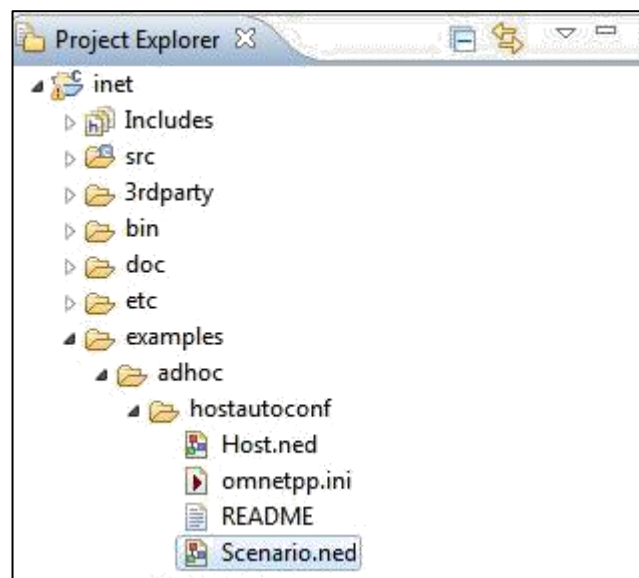 Project Explorer
inet
Includes
src
3rdparty
bin
doc
etc
examples
adhoc
hostautoconf
Host.ned
omnetpp.ini
README
Scenario.ned